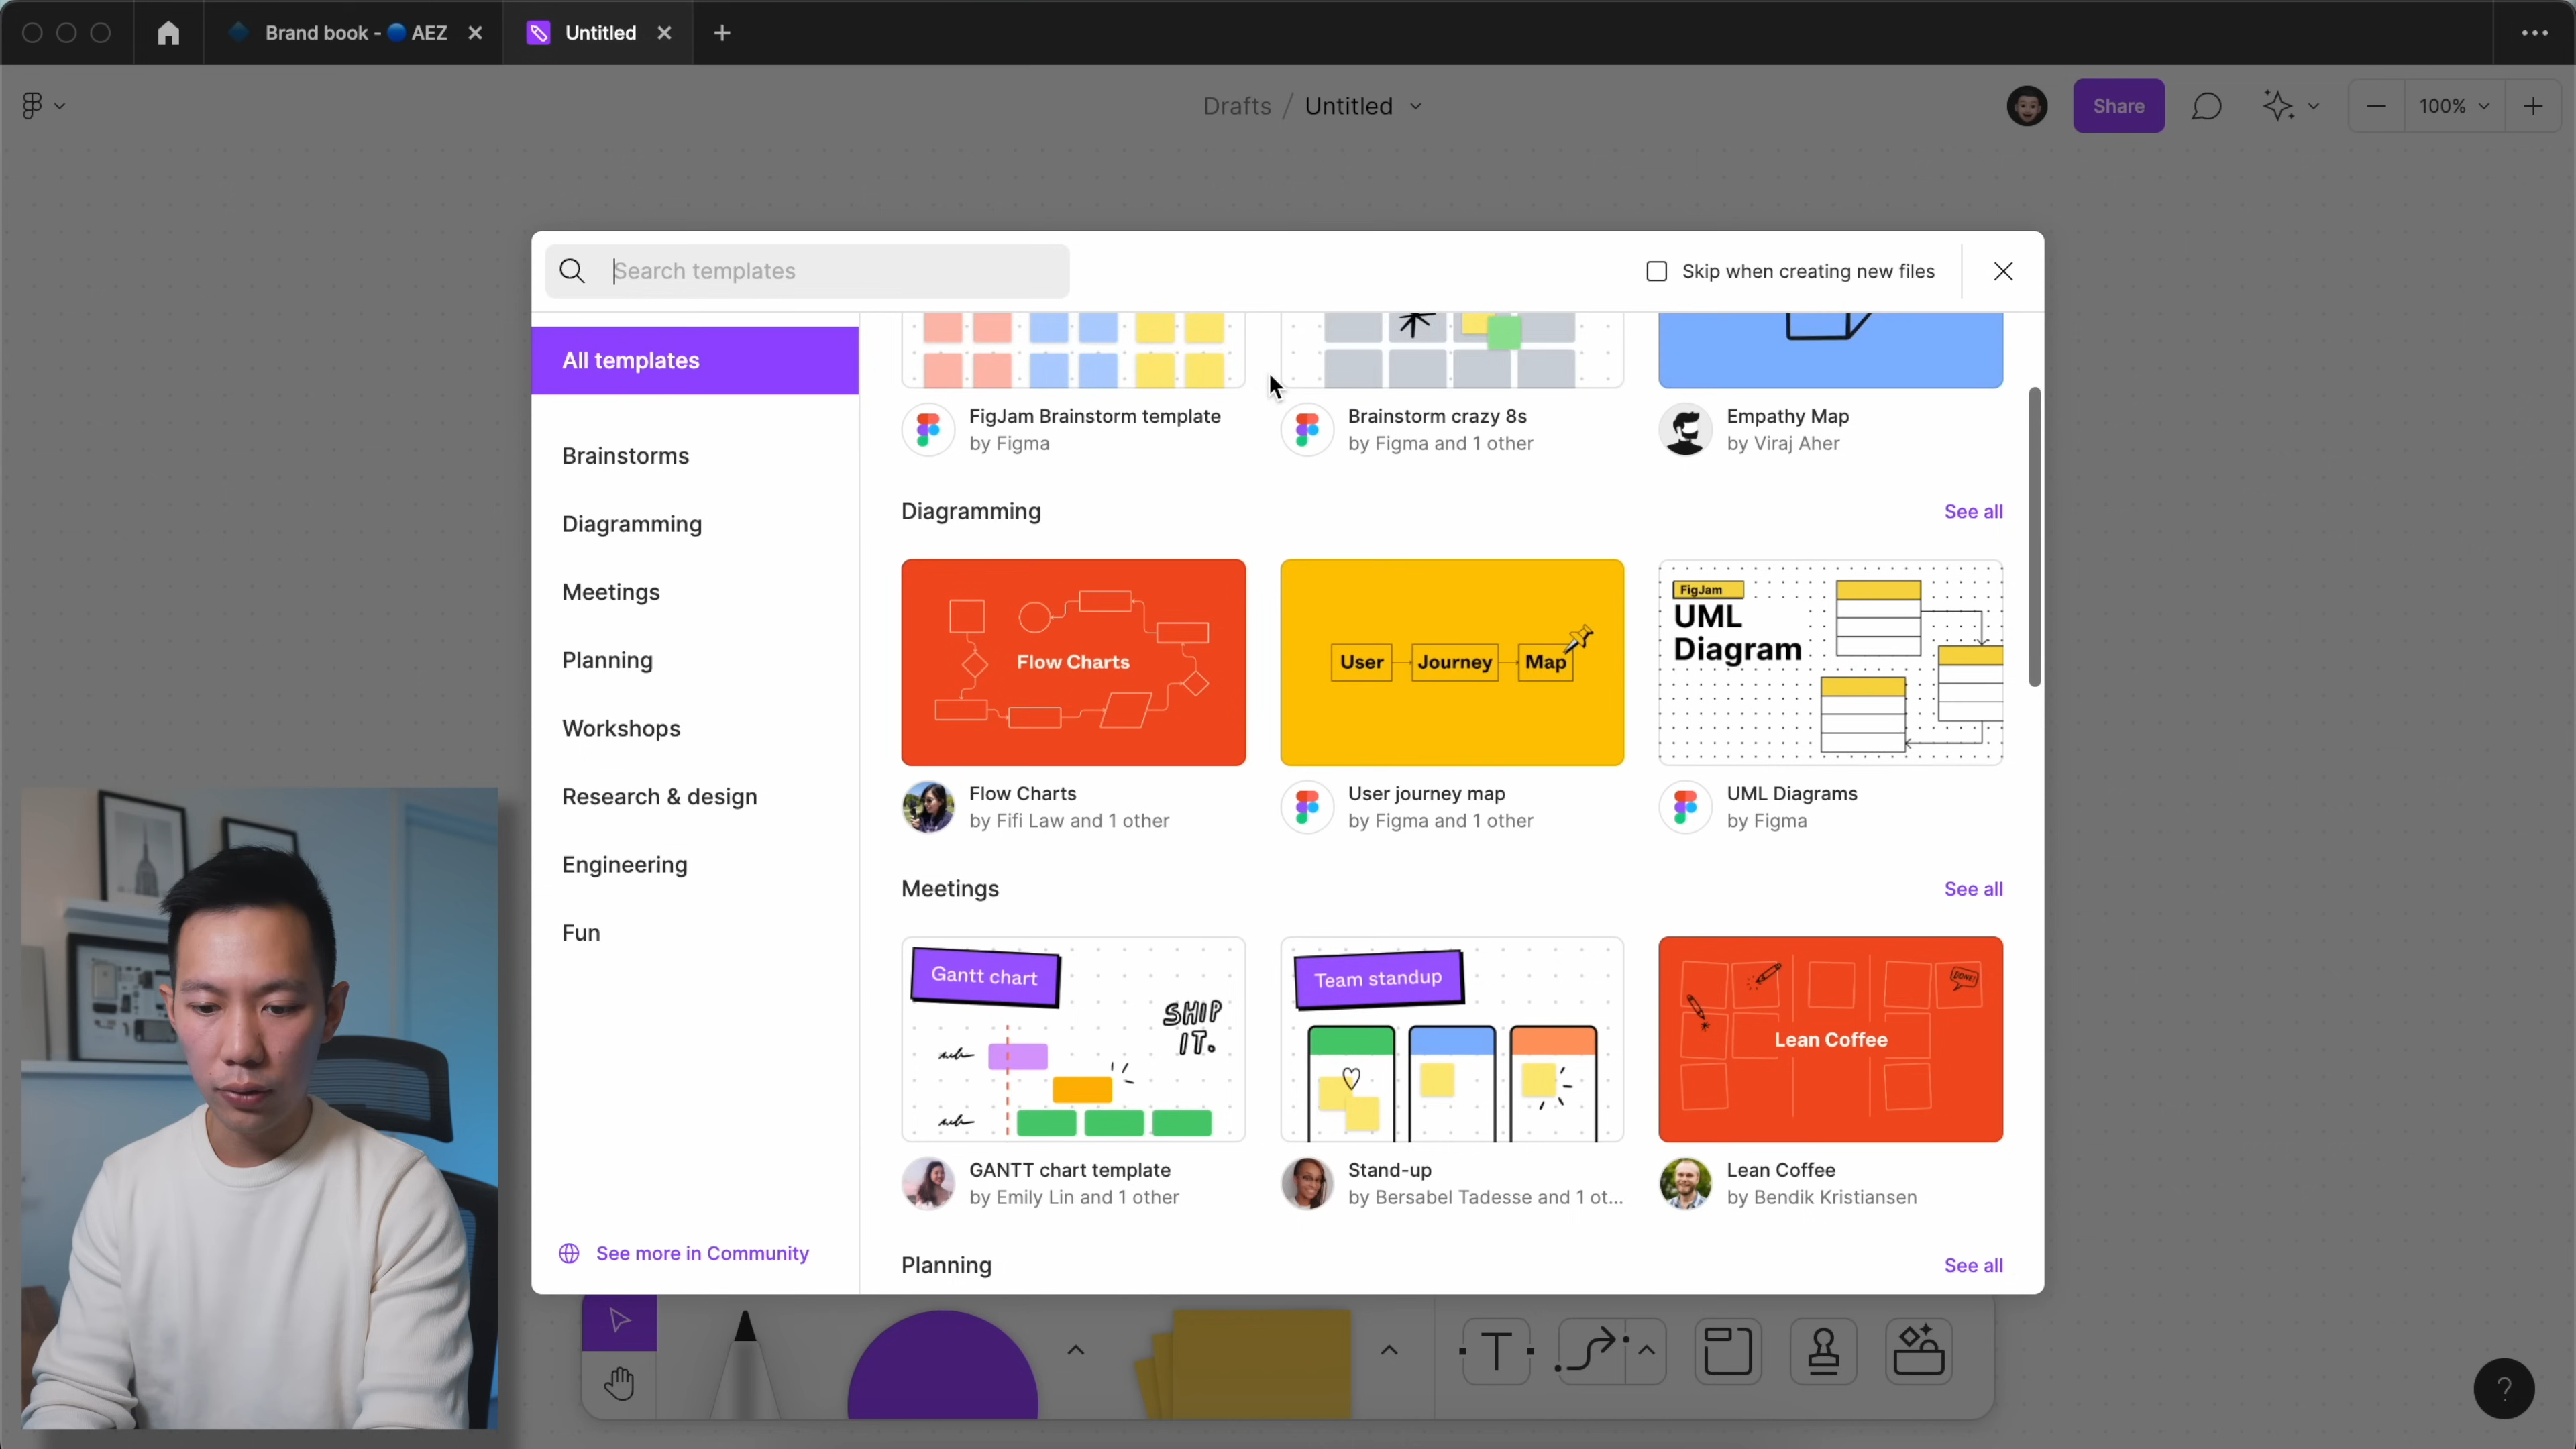 Brand book - AEZ
Untitled
Drafts / Untitled
Share
100%
Search templates
Skip when creating new files
All templates
Brainstorms
Diagramming
Meetings
Planning
Workshops
Research & design
Engineering
Fun
See more in Community
FigJam Brainstorm template
by Figma
Brainstorm crazy 8s
by Figma and 1 other
Empathy Map
by Viraj Aher
Diagramming
See all
Flow Charts
User
Journey
Map
FigJam
UML
Diagram
Flow Charts
by Fifi Law and 1 other
User journey map
by Figma and 1 other
UML Diagrams
by Figma
Meetings
See all
Gantt chart
SHIP
IT.
Team standup
Lean Coffee
DONE!
GANTT chart template
by Emily Lin and 1 other
Stand-up
by Bersabel Tadesse and 1 ot...
Lean Coffee
by Bendik Kristiansen
Planning
See all
T
?